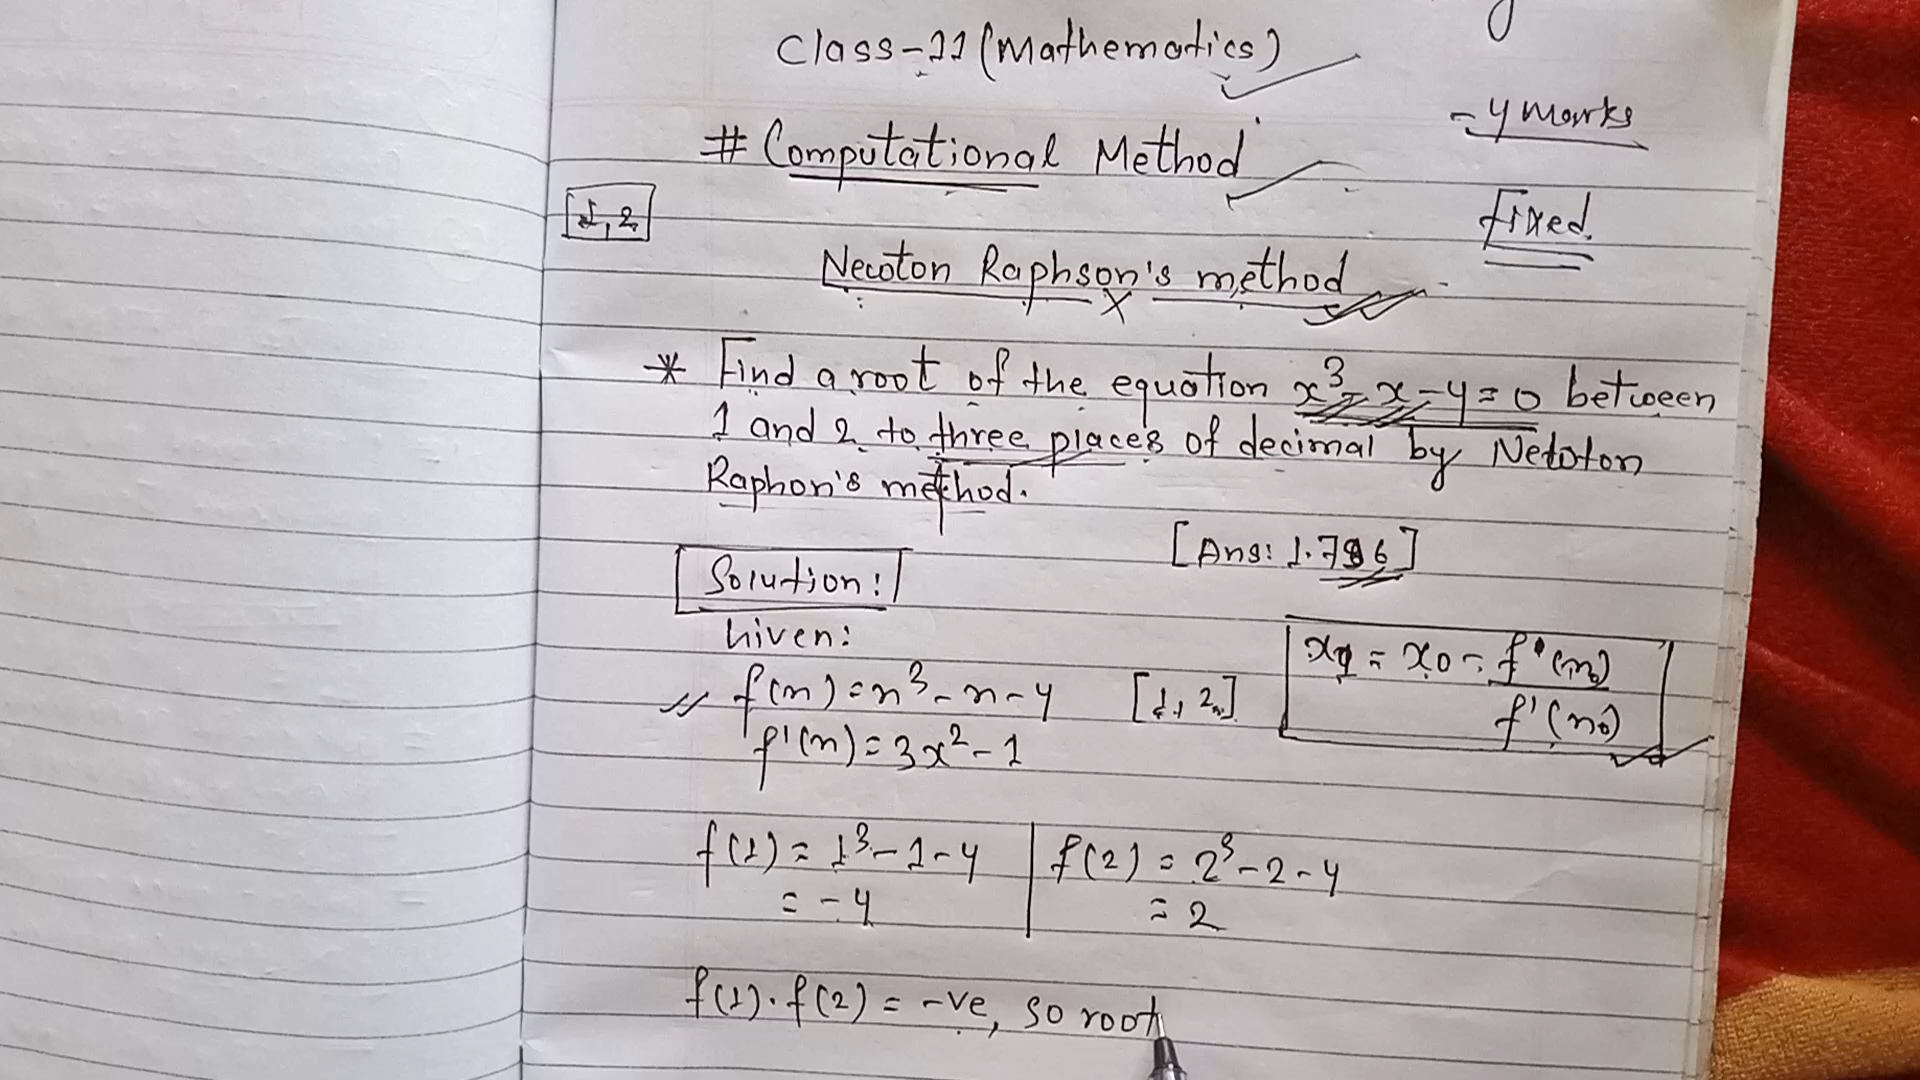 Class-11 (Mathematics)
- 4 marks
# Computational Method
fixed.
1, 2
Newton Raphson's method
* Find a root of the equation x³-x-4=0 between
1 and 2 to three places of decimal by Newton
Raphon's method.
[Ans: 1.796]
Solution:
Given:
x1 = x0 - f(x0)
f'(x0)
f(x) = x³ - x - 4 [1, 2]
f'(x) = 3x² - 1
f(1) = 1³ - 1 - 4
= -4
f(2) = 2³ - 2 - 4
= 2
f(1). f(2) = -ve, so root